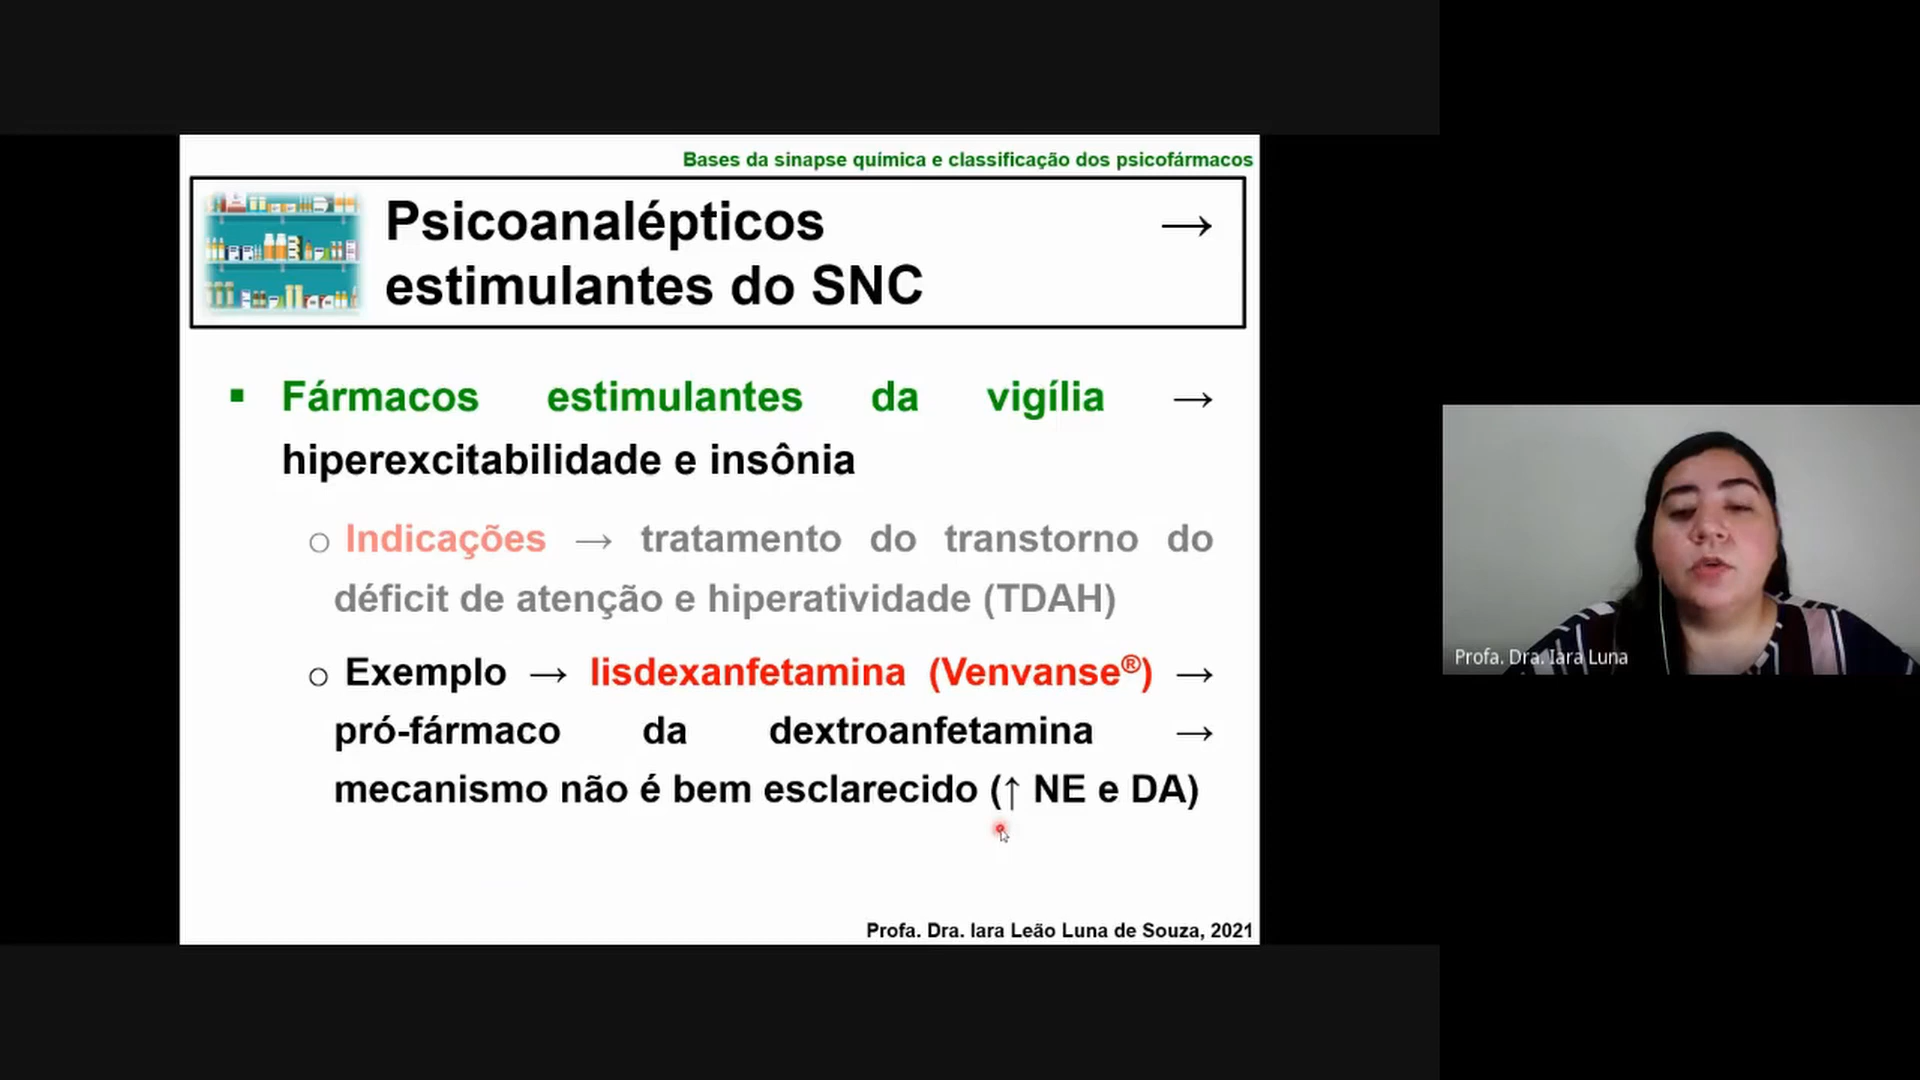 Bases da sinapse química e classificação dos psicofármacos
Psicoanalépticos →
estimulantes do SNC
▪ Fármacos estimulantes da vigília →
hiperexcitabilidade e insônia
o Indicações → tratamento do transtorno do
déficit de atenção e hiperatividade (TDAH)
o Exemplo → lisdexanfetamina (Venvanse®) →
pró-fármaco da dextroanfetamina →
mecanismo não é bem esclarecido (↑ NE e DA)
Profa. Dra. Iara Leão Luna de Souza, 2021
Profa. Dra. Iara Luna